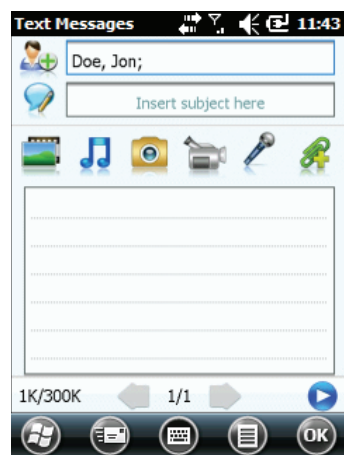 Text Messages 11:43
Doe, Jon;
Insert subject here
1K/300K 1/1
OK